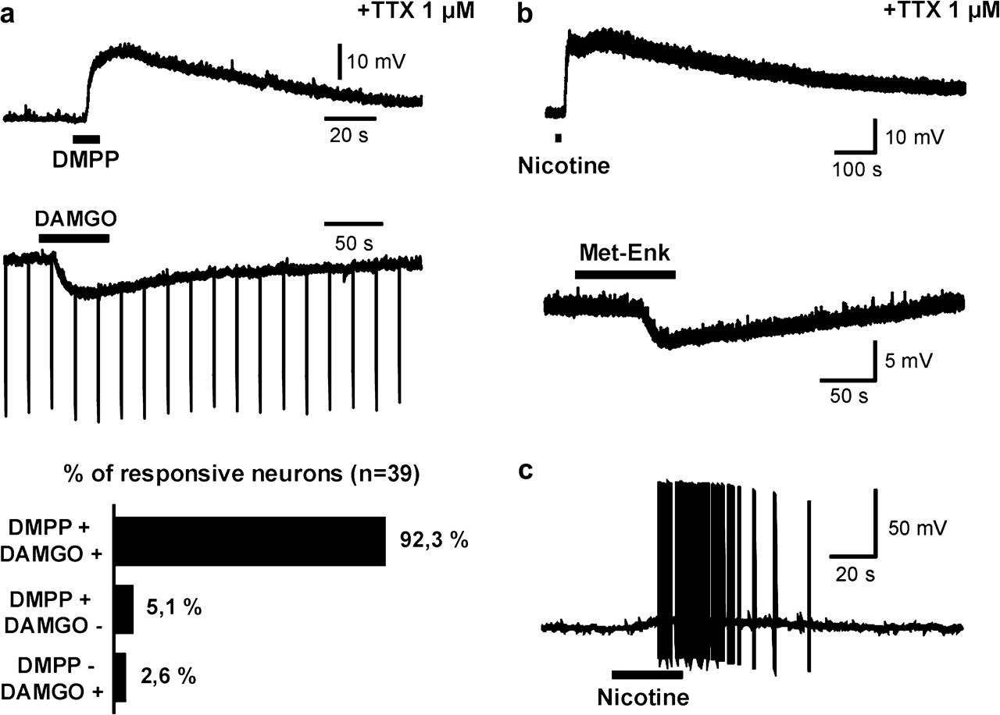 a
+TTX 1 µM
10 mV
20 s
DMPP
DAMGO
50 s
% of responsive neurons (n=39)
DMPP +
DAMGO +
92,3 %
DMPP +
DAMGO -
5,1 %
DMPP -
DAMGO +
2,6 %
b
+TTX 1 µM
10 mV
100 s
Nicotine
Met-Enk
5 mV
50 s
c
50 mV
20 s
Nicotine